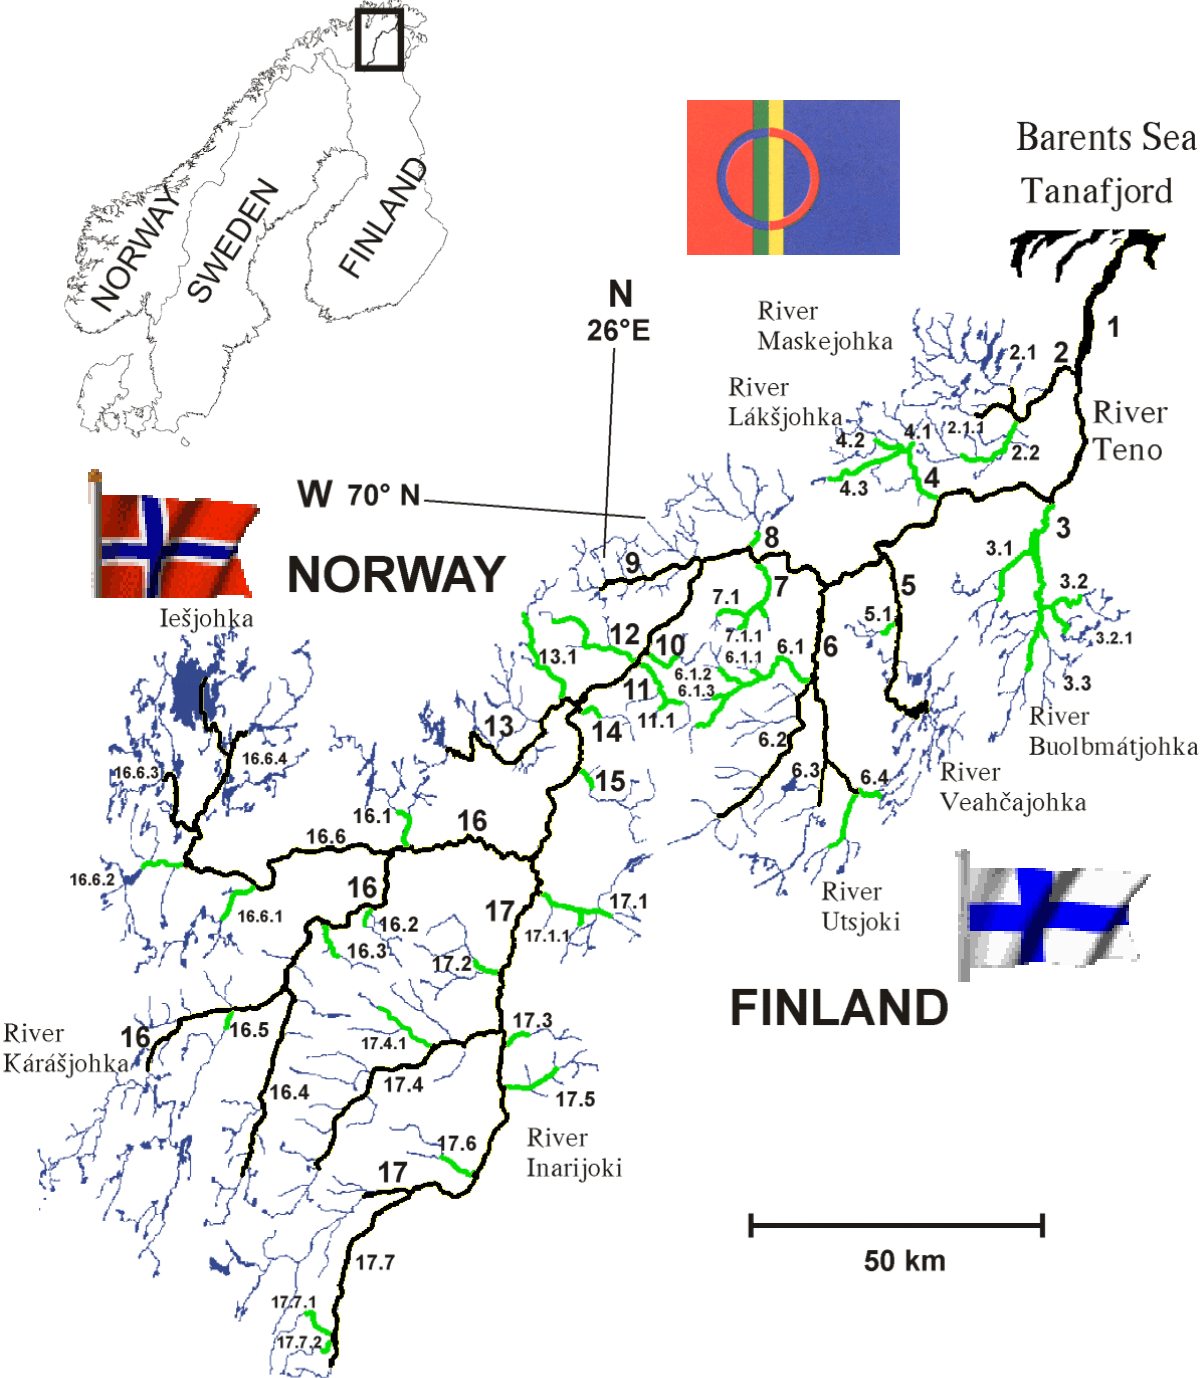 NORWAY
SWEDEN
FINLAND
Barents Sea
Tanafjord
N
26°E
River
Maskejohka
1
2.1
2
River
Lákšjohka
River
Teno
4.2
4.1
2.1.1
2.2
4.3
4
W 70° N
3
8
NORWAY
9
3.1
7
5
3.2
7.1
5.1
Iešjohka
12
7.1.1
3.2.1
10
6.1
6
6.1.1
13.1
6.1.2
11
6.1.3
3.3
11.1
River
Buolbmátjohka
13
14
6.2
16.6.4
16.6.3
6.3
6.4
15
River
Veahčajohka
16.1
16
16.6
16.6.2
16
17.1
River
Utsjoki
17
16.6.1
16.2
17.1.1
16.3
17.2
FINLAND
17.3
16.5
River
Kárášjohka
16
17.4.1
17.4
16.4
17.5
River
Inarijoki
17.6
17
50 km
17.7
17.7.1
17.7.2